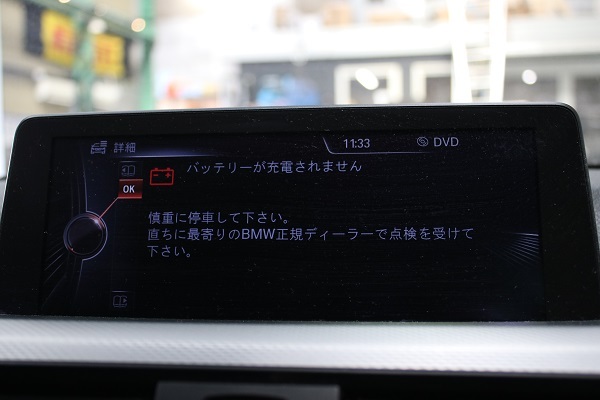 詳細
11:33
DVD
バッテリーが充電されません
OK
慎重に停車して下さい。
直ちに最寄りのBMW正規ディーラーで点検を受けて
下さい。